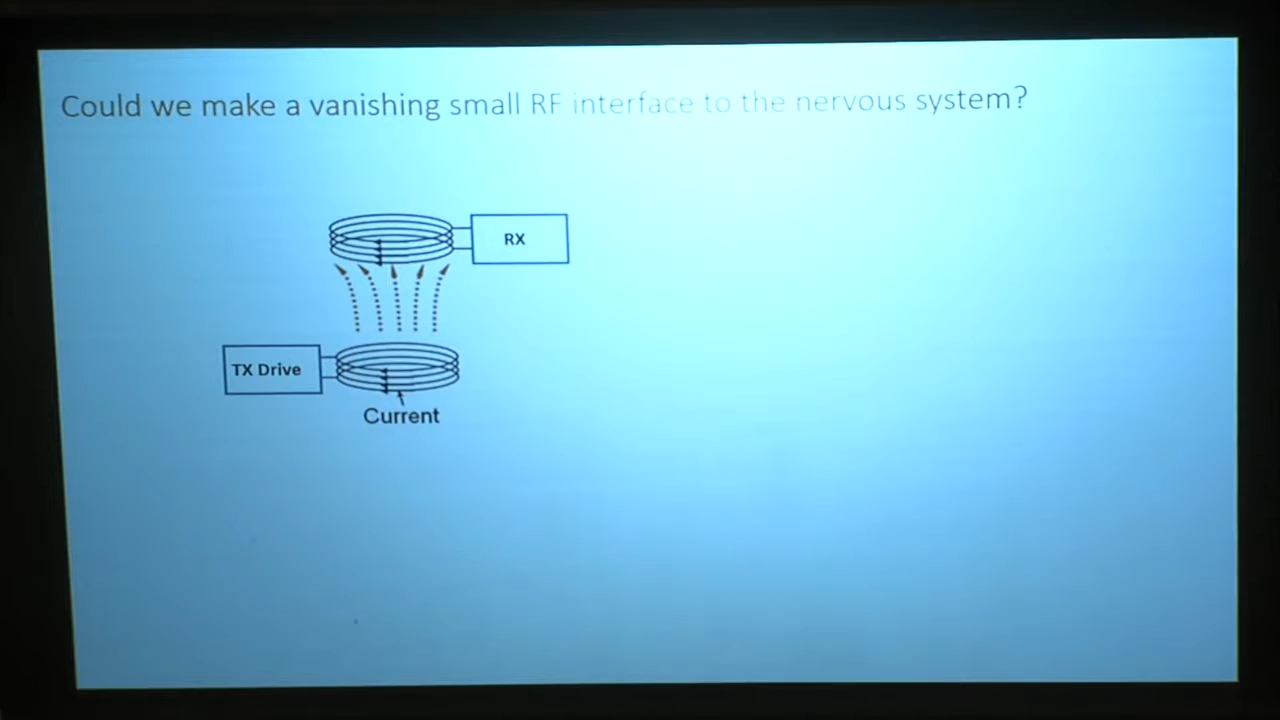 Could we make a vanishing small RF interface to the nervous system?
RX
TX Drive
Current